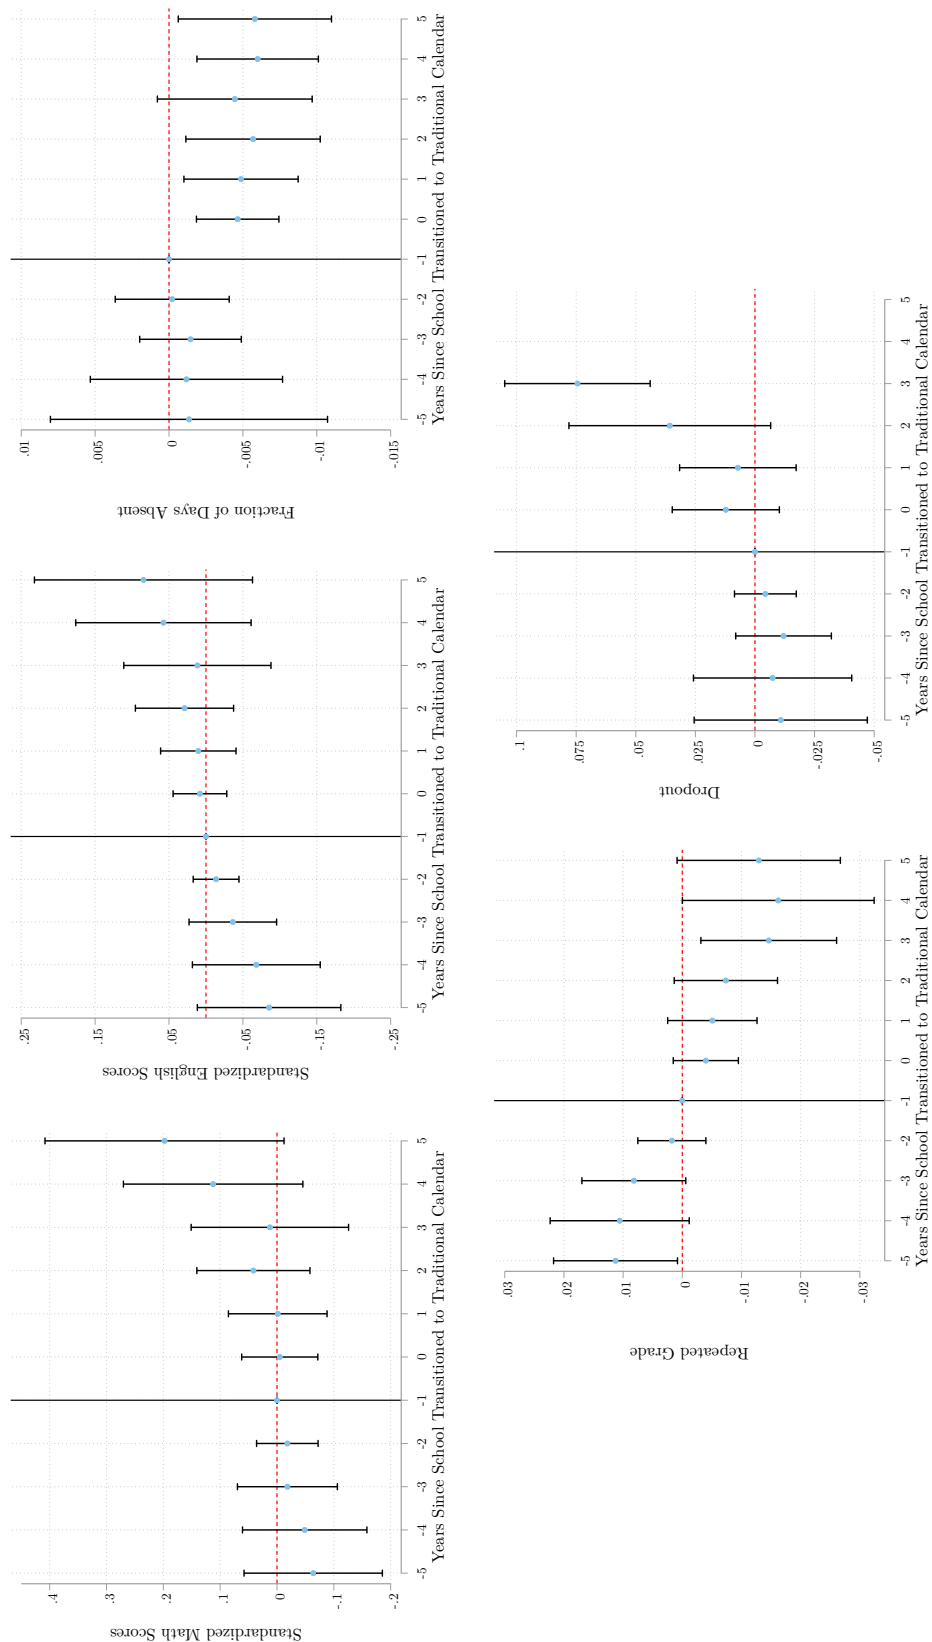 Standardized Math Scores
.4
.3
.2
.1
0
-.1
-.2
-5 -4 -3 -2 -1 0 1 2 3 4 5
Years Since School Transitioned to Traditional Calendar
Standardized English Scores
.25
.15
.05
-.05
-.15
-.25
-5 -4 -3 -2 -1 0 1 2 3 4 5
Years Since School Transitioned to Traditional Calendar
Fraction of Days Absent
.01
.005
0
-.005
-.01
-.015
-5 -4 -3 -2 -1 0 1 2 3 4 5
Years Since School Transitioned to Traditional Calendar
Repeated Grade
.03
.02
.01
0
-.01
-.02
-.03
-5 -4 -3 -2 -1 0 1 2 3 4 5
Years Since School Transitioned to Traditional Calendar
Dropout
.1
.075
.05
.025
0
-.025
-.05
-5 -4 -3 -2 -1 0 1 2 3 4 5
Years Since School Transitioned to Traditional Calendar